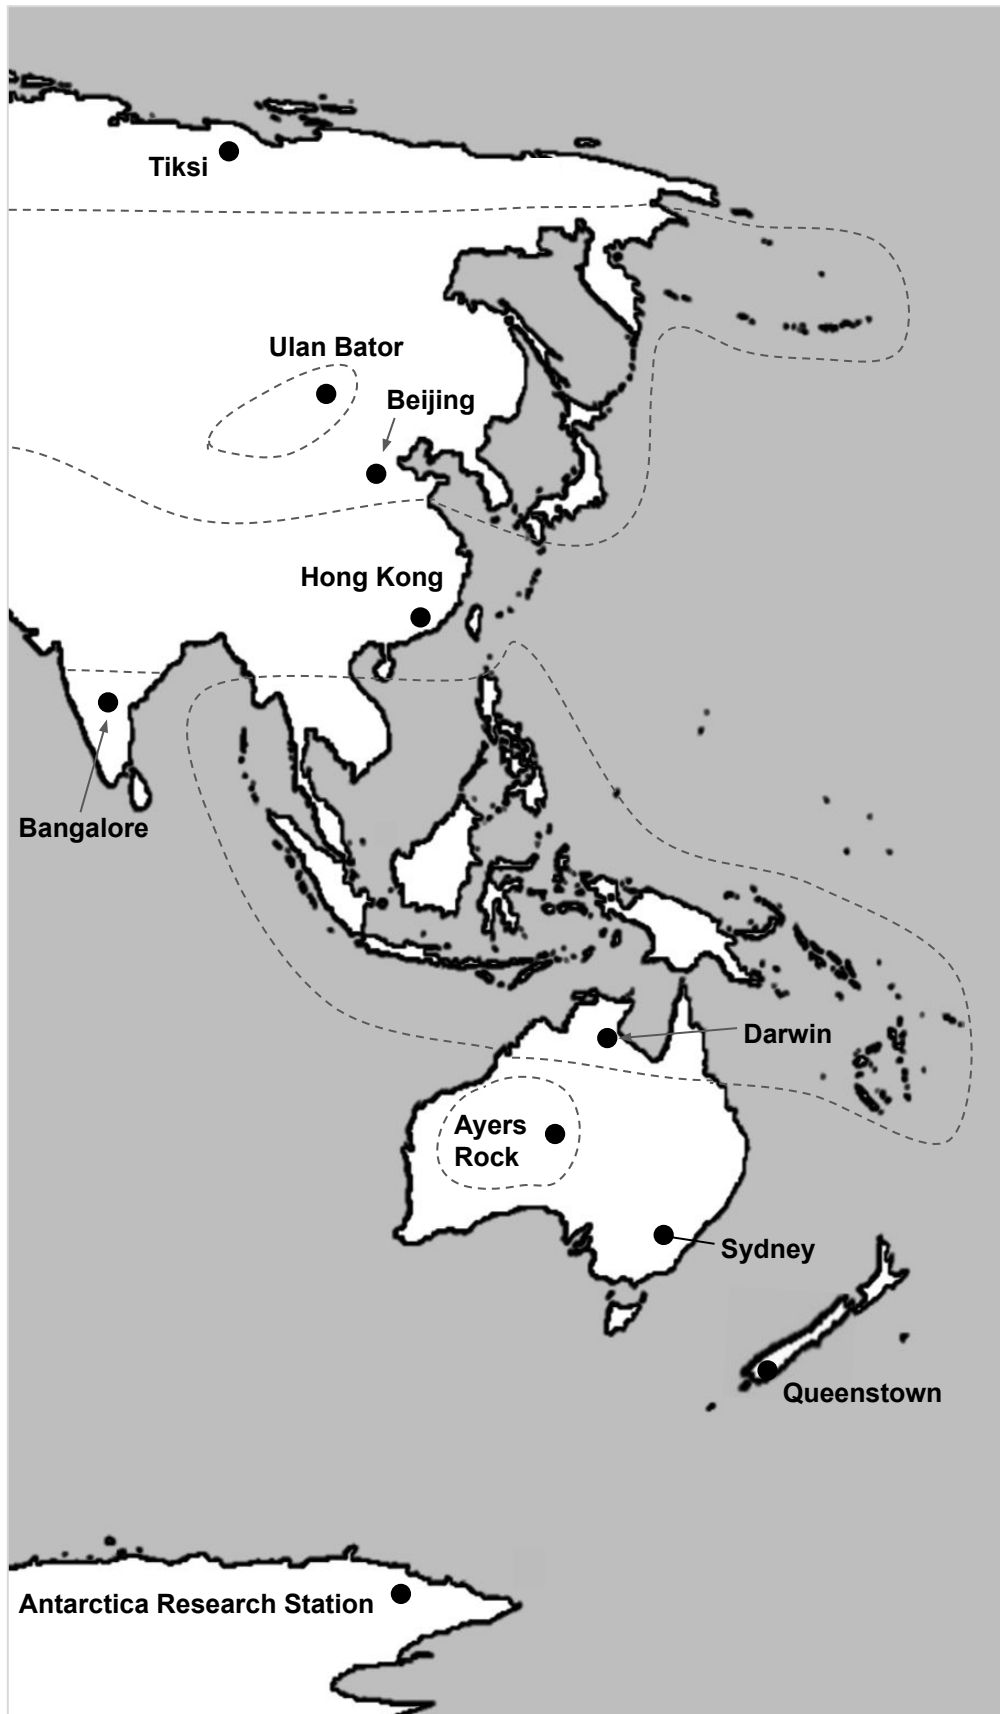 Tiksi
Ulan Bator
Beijing
Hong Kong
Bangalore
Darwin
Ayers
Rock
Sydney
Queenstown
Antarctica Research Station